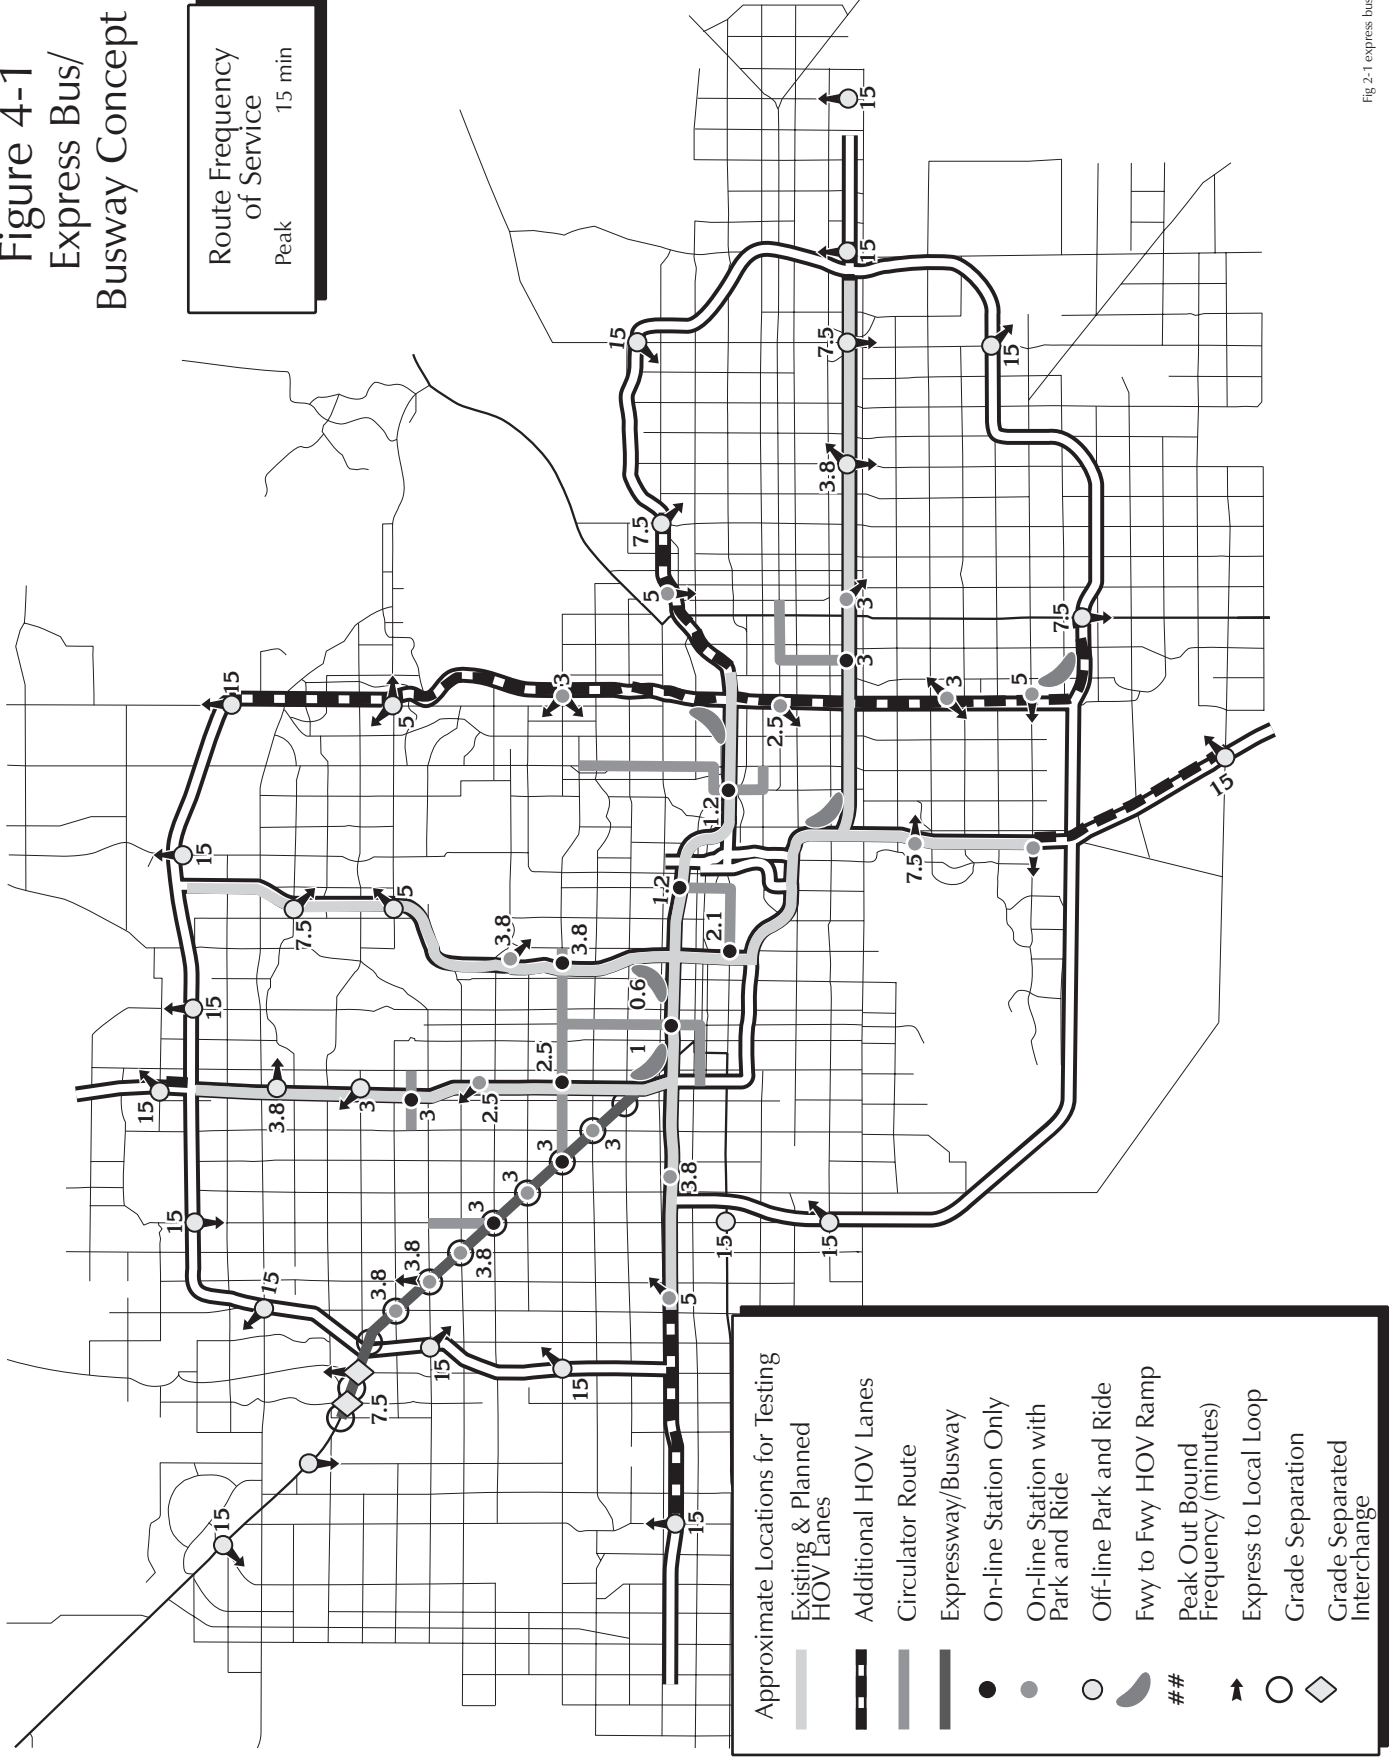 Figure 4-1
Express Bus/
Busway Concept
Route Frequency
of Service
Peak 15 min
15
15
15
7.5
15
3.8
7.5
5
3
3
7.5
15
5
3
2.5
3
5
15
1.2
15
7.5
5
1.2
7.5
2.1
3.8
3.8
15
0.6
2.5
1
15
3.8
3
3
2.5
3
3
3
3
3.8
15
3.8
3.8
3.8
15
15
15
5
15
7.5
15
15
15
Approximate Locations for Testing
Existing & Planned
HOV Lanes
Additional HOV Lanes
Circulator Route
Expressway/Busway
On-line Station Only
On-line Station with
Park and Ride
Off-line Park and Ride
Fwy to Fwy HOV Ramp
## Peak Out Bound
Frequency (minutes)
Express to Local Loop
Grade Separation
Grade Separated
Interchange
Fig 2-1 express bus